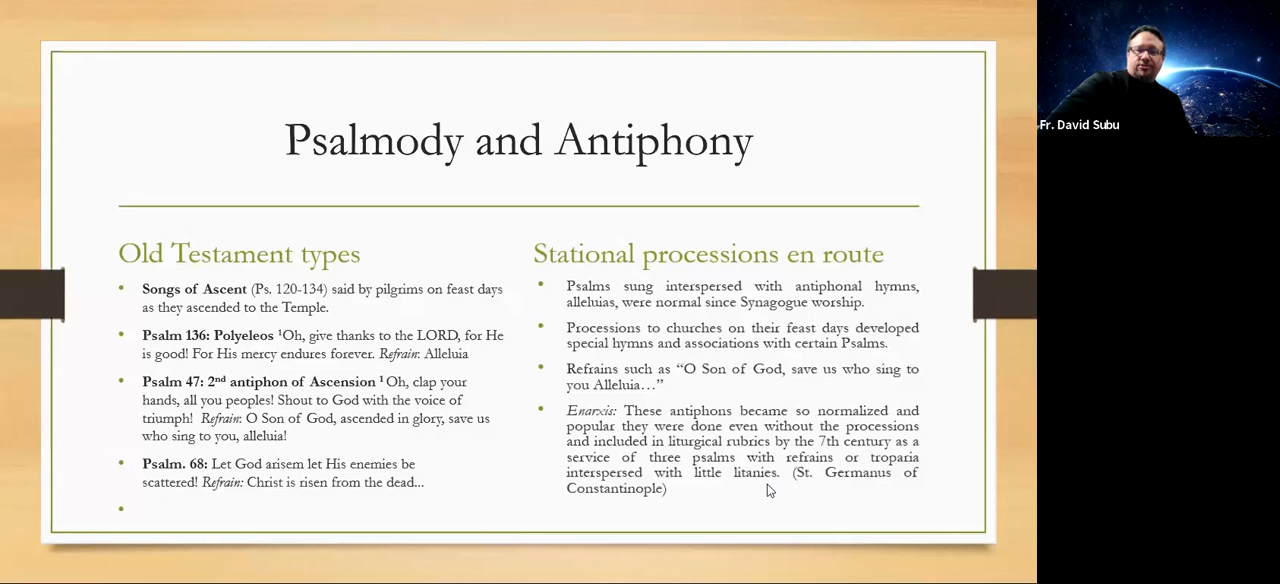 Psalmody and Antiphony
Old Testament types
• Songs of Ascent (Ps. 120-134) said by pilgrims on feast days
as they ascended to the Temple.
• Psalm 136: Polyeleos ¹Oh, give thanks to the LORD, for He
is good! For His mercy endures forever. Refrain: Alleluia
• Psalm 47: 2nd antiphon of Ascension ¹ Oh, clap your
hands, all you peoples! Shout to God with the voice of
triumph! Refrain: O Son of God, ascended in glory, save us
who sing to you, alleluia!
• Psalm. 68: Let God arisem let His enemies be
scattered! Refrain: Christ is risen from the dead...
•
Stational processions en route
• Psalms sung interspersed with antiphonal hymns,
alleluias, were normal since Synagogue worship.
• Processions to churches on their feast days developed
special hymns and associations with certain Psalms.
• Refrains such as “O Son of God, save us who sing to
you Alleluia…”
• Enarxis: These antiphons became so normalized and
popular they were done even without the processions
and included in liturgical rubrics by the 7th century as a
service of three psalms with refrains or troparia
interspersed with little litanies. (St. Germanus of
Constantinople)
Fr. David Subu